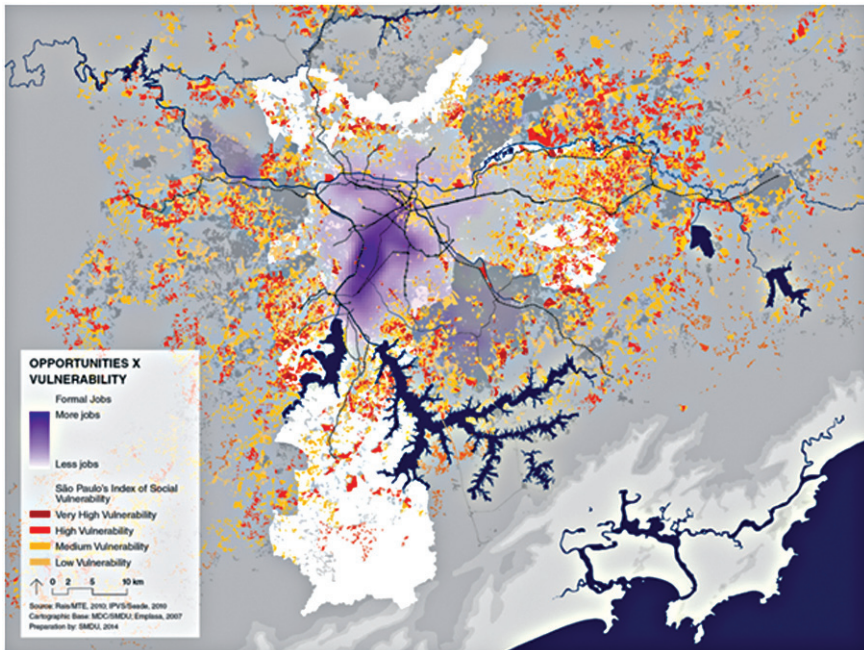 OPPORTUNITIES X
VULNERABILITY
Formal Jobs
More jobs
Less jobs
São Paulo's Index of Social
Vulnerability
Very High Vulnerability
High Vulnerability
Medium Vulnerability
Low Vulnerability
0 2 5 10 km
Source: Rais/MTE, 2010; IPVS/Seade, 2010
Cartographic Base: MDC/SMDU; Emplasa, 2007
Preparation by: SMDU, 2014